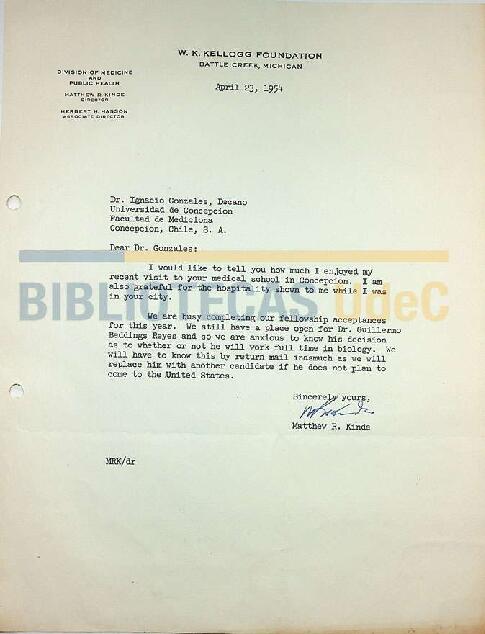 W. K. KELLOGG FOUNDATION
BATTLE CREEK, MICHIGAN
DIVISION OF MEDICINE
AND
PUBLIC HEALTH
MATTHEW R. KINDE
DIRECTOR
HERBERT H. HASSON
ASSOCIATE DIRECTOR
April 23, 1954
Dr. Ignacio Gonzales, Decano
Universidad de Concepcion
Facultad de Medicina
Concepcion, Chile, S. A.
Dear Dr. Gonzales:
I would like to tell you how much I enjoyed my
recent visit to your medical school in Concepcion. I am
also grateful for the hospitality shown to me while I was
in your city.
BIBLIOTECAS UdeC
We are busy completing our fellowship acceptances
for this year. We still have a place open for Dr. Guillermo
Beddings Reyes and so we are anxious to know his decision
as to whether or not he will work full time in biology. We
will have to know this by return mail inasmuch as we will
replace him with another candidate if he does not plan to
come to the United States.
Sincerely yours,
Matthew R. Kinde
MRK/dr